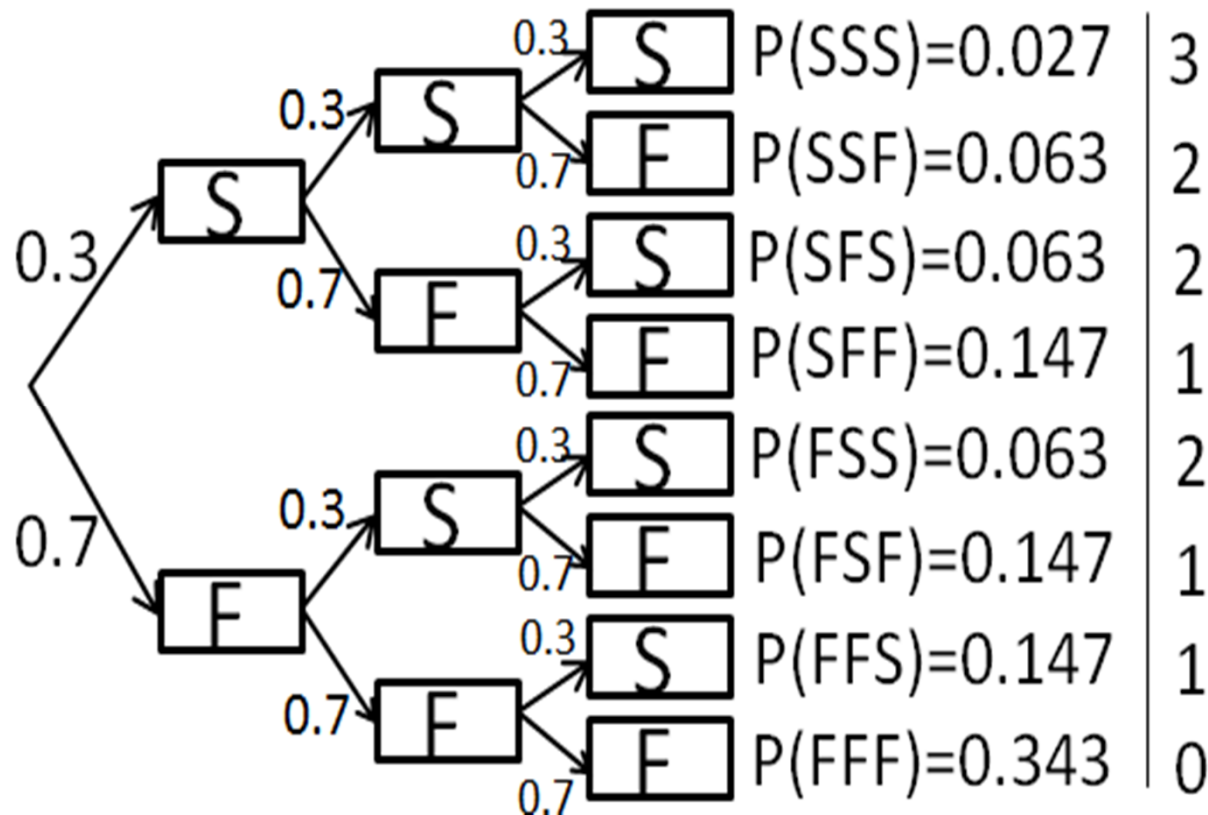 0.3 S P(SSS)=0.027 3
0.3 S
0.7 F P(SSF)=0.063 2
S
0.3
0.3 S P(SFS)=0.063 2
0.7 F
0.7 F P(SFF)=0.147 1
0.3 S P(FSS)=0.063 2
0.3 S
0.7
0.7 F P(FSF)=0.147 1
F
0.3 S P(FFS)=0.147 1
0.7 F
0.7 F P(FFF)=0.343 0